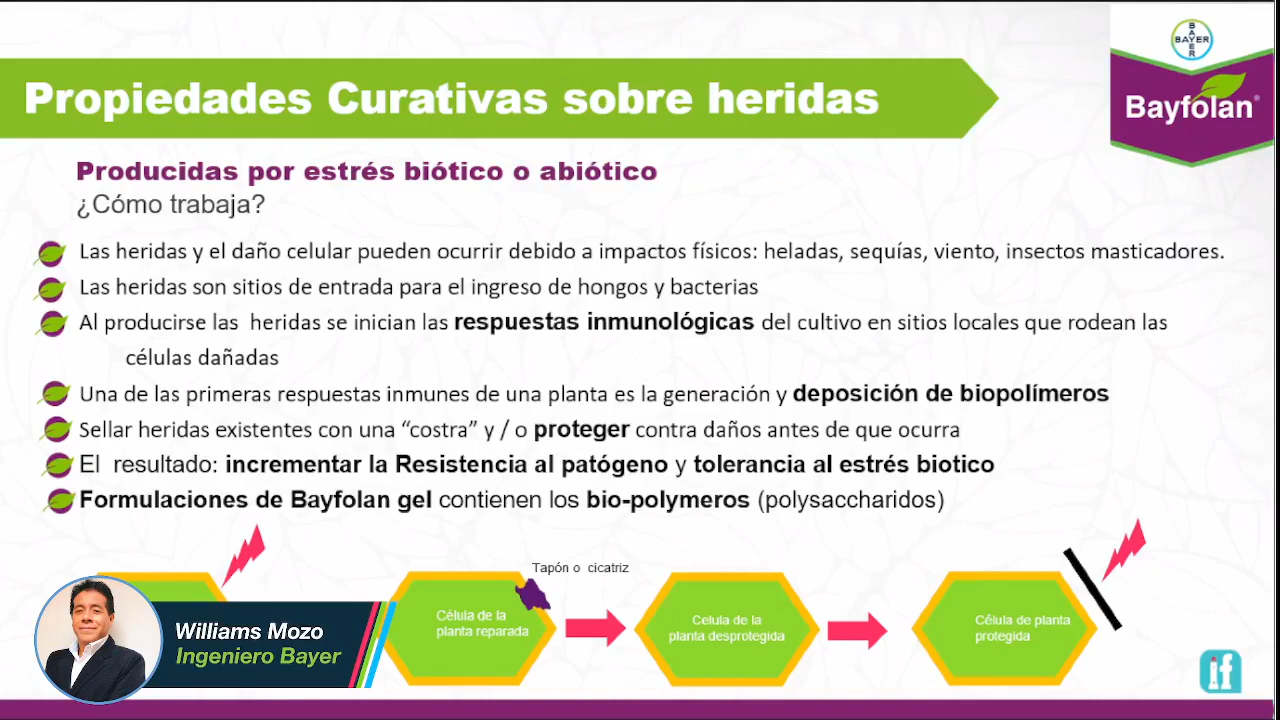 BAYER
BAYER
Bayfolan®
Propiedades Curativas sobre heridas
Producidas por estrés biótico o abiótico
¿Cómo trabaja?
Las heridas y el daño celular pueden ocurrir debido a impactos físicos: heladas, sequías, viento, insectos masticadores.
Las heridas son sitios de entrada para el ingreso de hongos y bacterias
Al producirse las heridas se inician las respuestas inmunológicas del cultivo en sitios locales que rodean las
células dañadas
Una de las primeras respuestas inmunes de una planta es la generación y deposición de biopolímeros
Sellar heridas existentes con una “costra” y / o proteger contra daños antes de que ocurra
El resultado: incrementar la Resistencia al patógeno y tolerancia al estrés biotico
Formulaciones de Bayfolan gel contienen los bio-polymeros (polysaccharidos)
Tapón o cicatriz
Célula de la
planta reparada
Celula de la
planta desprotegida
Célula de planta
protegida
Williams Mozo
Ingeniero Bayer
if